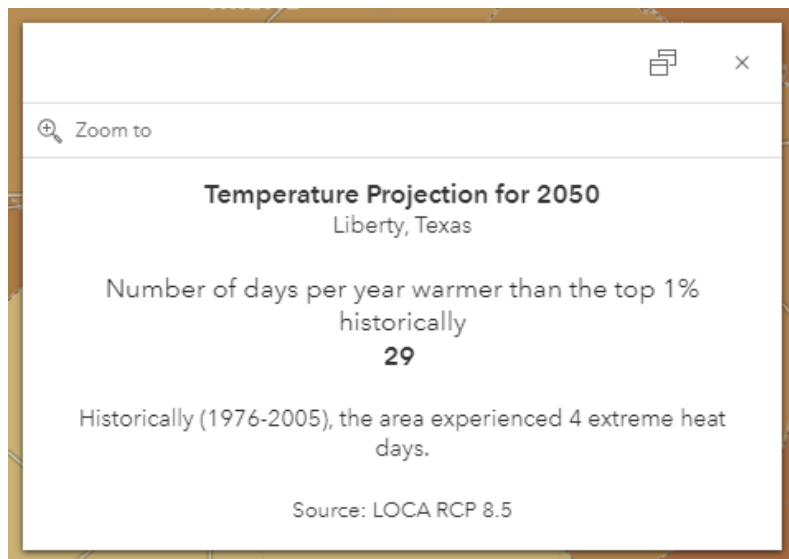 Zoom to
Temperature Projection for 2050
Liberty, Texas
Number of days per year warmer than the top 1%
historically
29
Historically (1976-2005), the area experienced 4 extreme heat
days.
Source: LOCA RCP 8.5